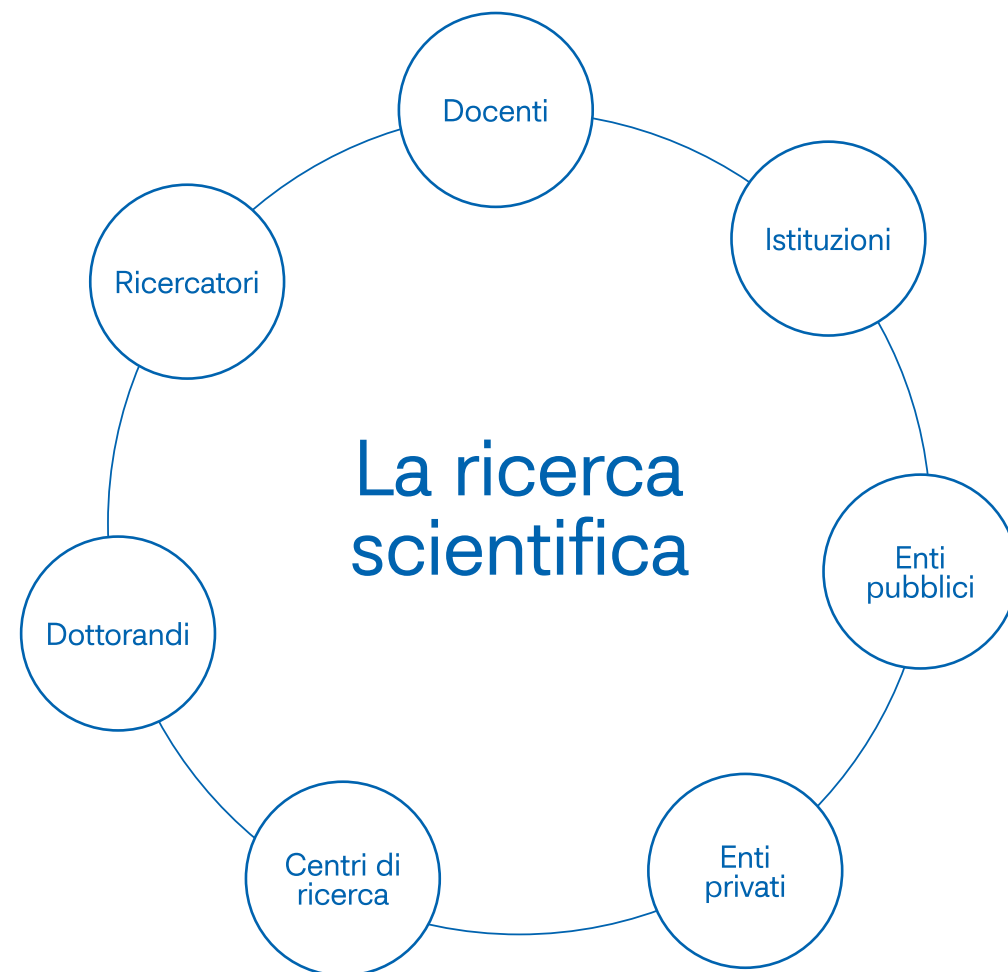 Docenti
Istituzioni
Ricercatori
La ricerca
scientifica
Enti
pubblici
Dottorandi
Enti
privati
Centri di
ricerca